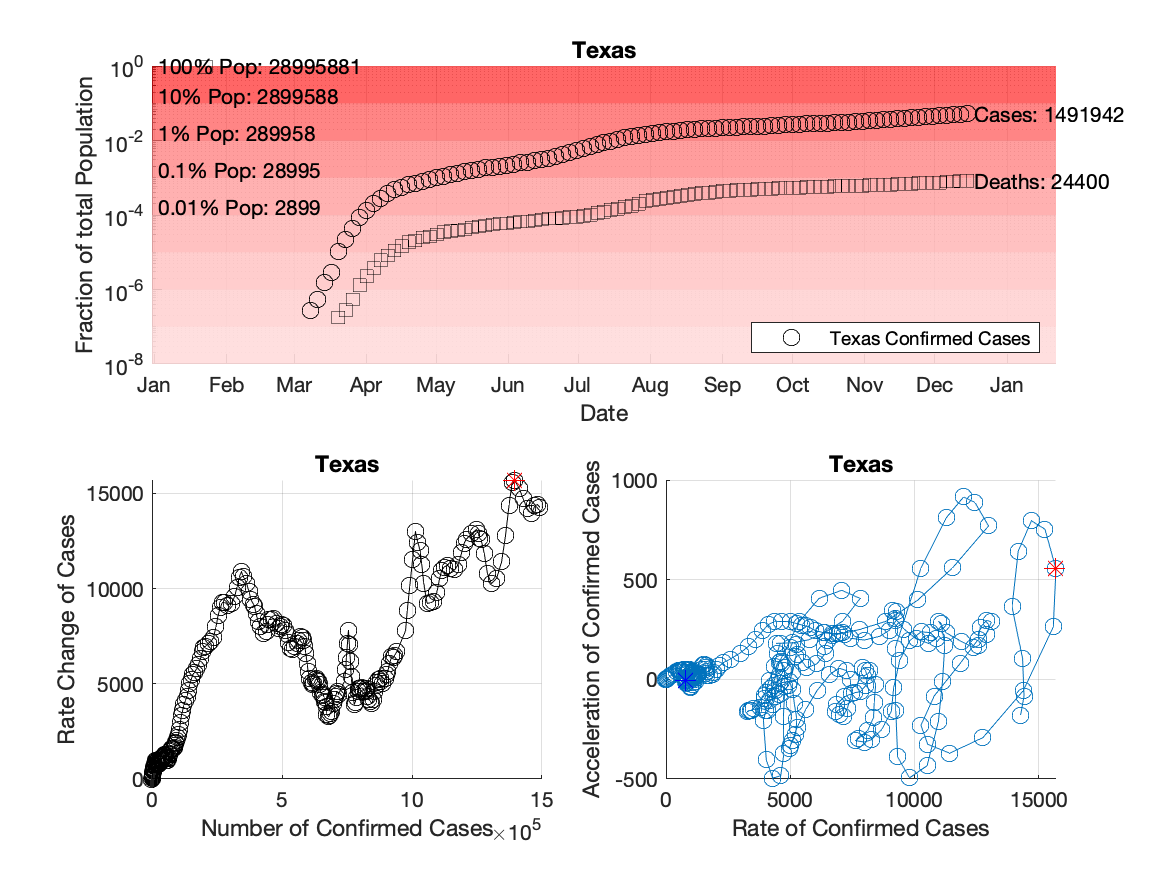 Texas
10^0
100% Pop: 28995881
10% Pop: 2899588
Cases: 1491942
10^-2
1% Pop: 289958
0.1% Pop: 28995
Deaths: 24400
10^-4
0.01% Pop: 2899
10^-6
10^-8
Fraction of total Population
Texas Confirmed Cases
Jan Feb Mar Apr May Jun Jul Aug Sep Oct Nov Dec Jan
Date
Texas
15000
10000
5000
0
Rate Change of Cases
0 5 10 15
Number of Confirmed Cases ×10^5
Texas
1000
500
0
-500
Acceleration of Confirmed Cases
0 5000 10000 15000
Rate of Confirmed Cases